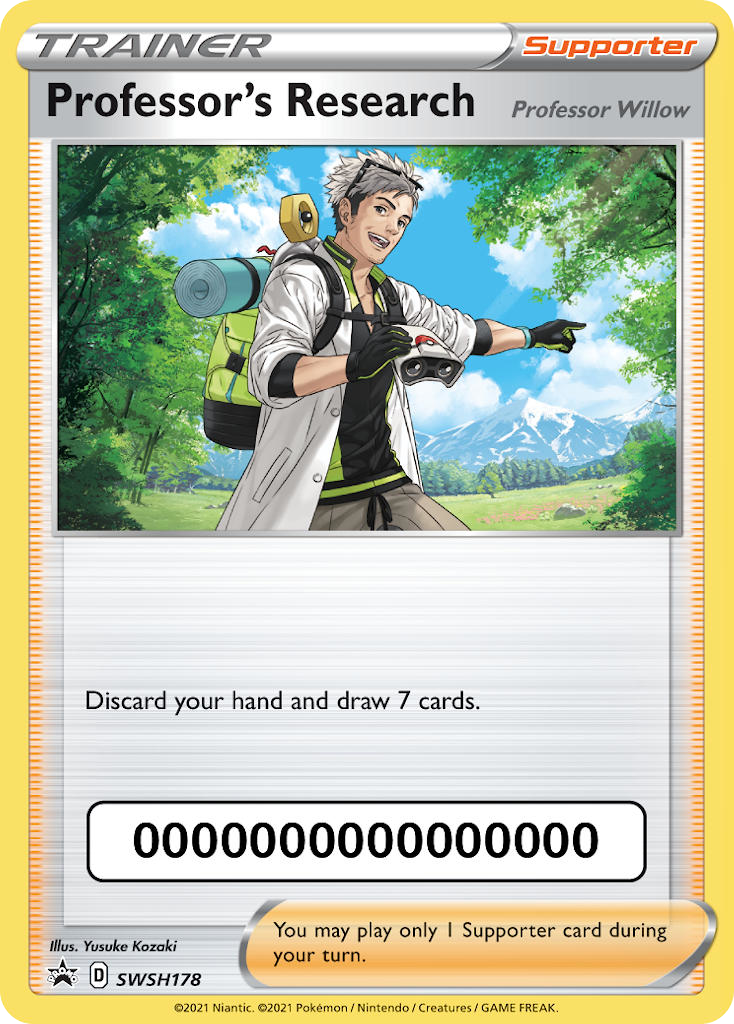 TRAINER
Supporter
Professor's Research
Professor Willow
Discard your hand and draw 7 cards.
0000000000000000
You may play only 1 Supporter card during
your turn.
Illus. Yusuke Kozaki
D SWSH178
©2021 Niantic. ©2021 Pokémon / Nintendo / Creatures / GAME FREAK.